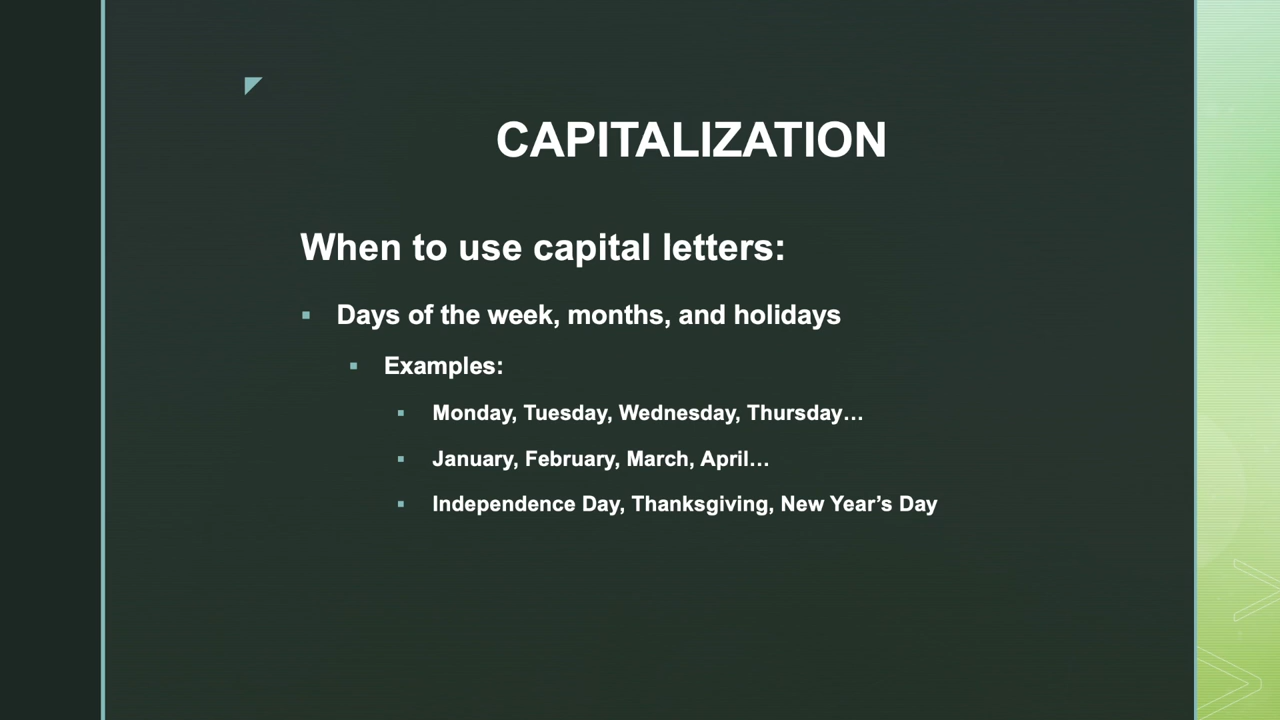 CAPITALIZATION
When to use capital letters:
Days of the week, months, and holidays
Examples:
Monday, Tuesday, Wednesday, Thursday…
January, February, March, April…
Independence Day, Thanksgiving, New Year’s Day